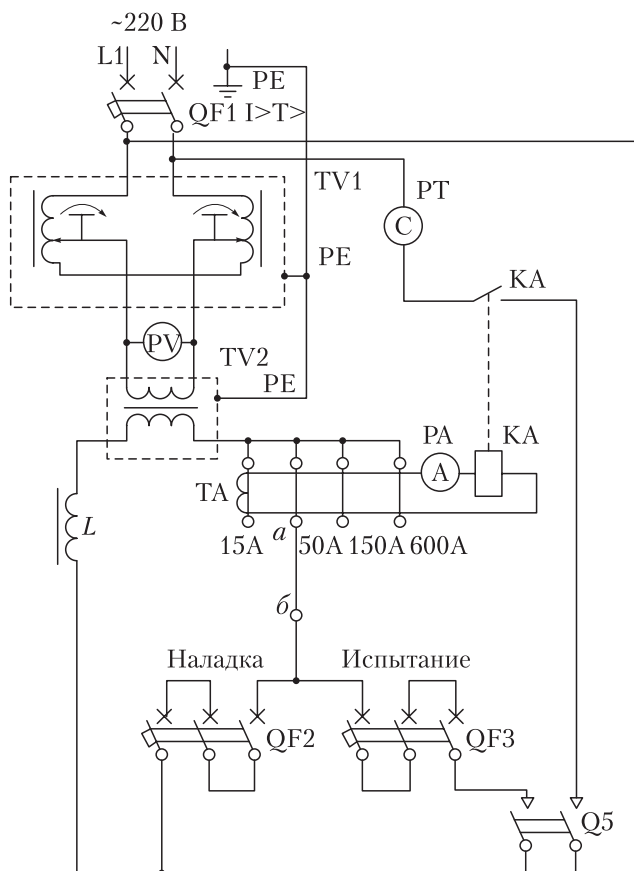 ~220 В
L1 N
PE
QF1 I>T>
TV1
PT
C
PE
KA
PV
TV2
PE
PA
KA
A
TA
15A a 50A 150A 600A
L
б
Наладка Испытание
QF2 QF3
Q5